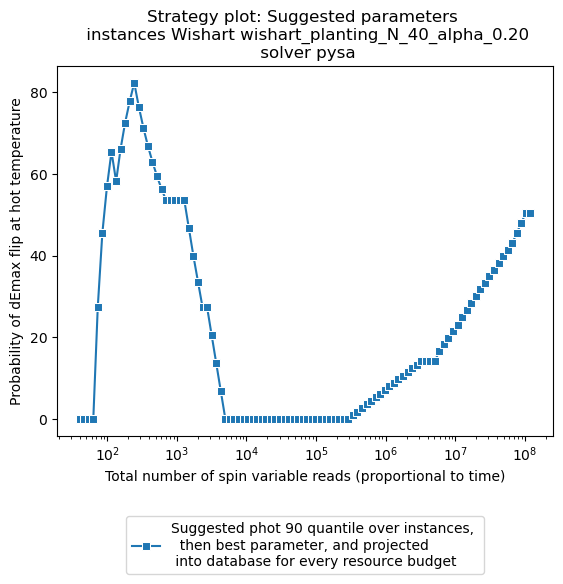 Strategy plot: Suggested parameters
instances Wishart wishart_planting_N_40_alpha_0.20
solver pysa
Probability of dEmax flip at hot temperature
80
60
40
20
0
10^2
10^3
10^4
10^5
10^6
10^7
10^8
Total number of spin variable reads (proportional to time)
Suggested phot 90 quantile over instances,
then best parameter, and projected
into database for every resource budget